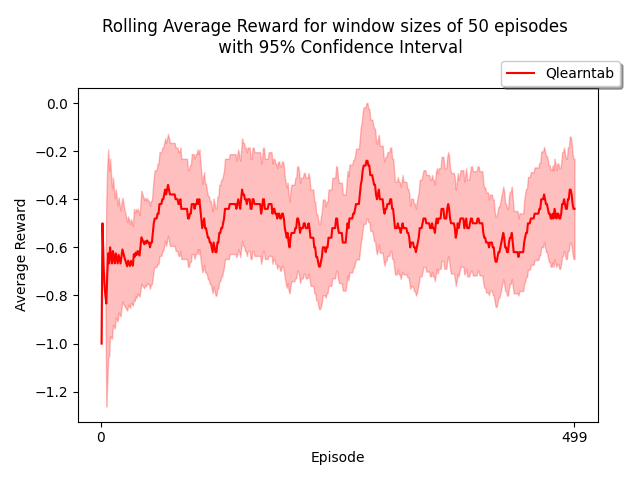 Rolling Average Reward for window sizes of 50 episodes
with 95% Confidence Interval
Qlearntab
0.0
−0.2
−0.4
−0.6
−0.8
−1.0
−1.2
Average Reward
0
499
Episode